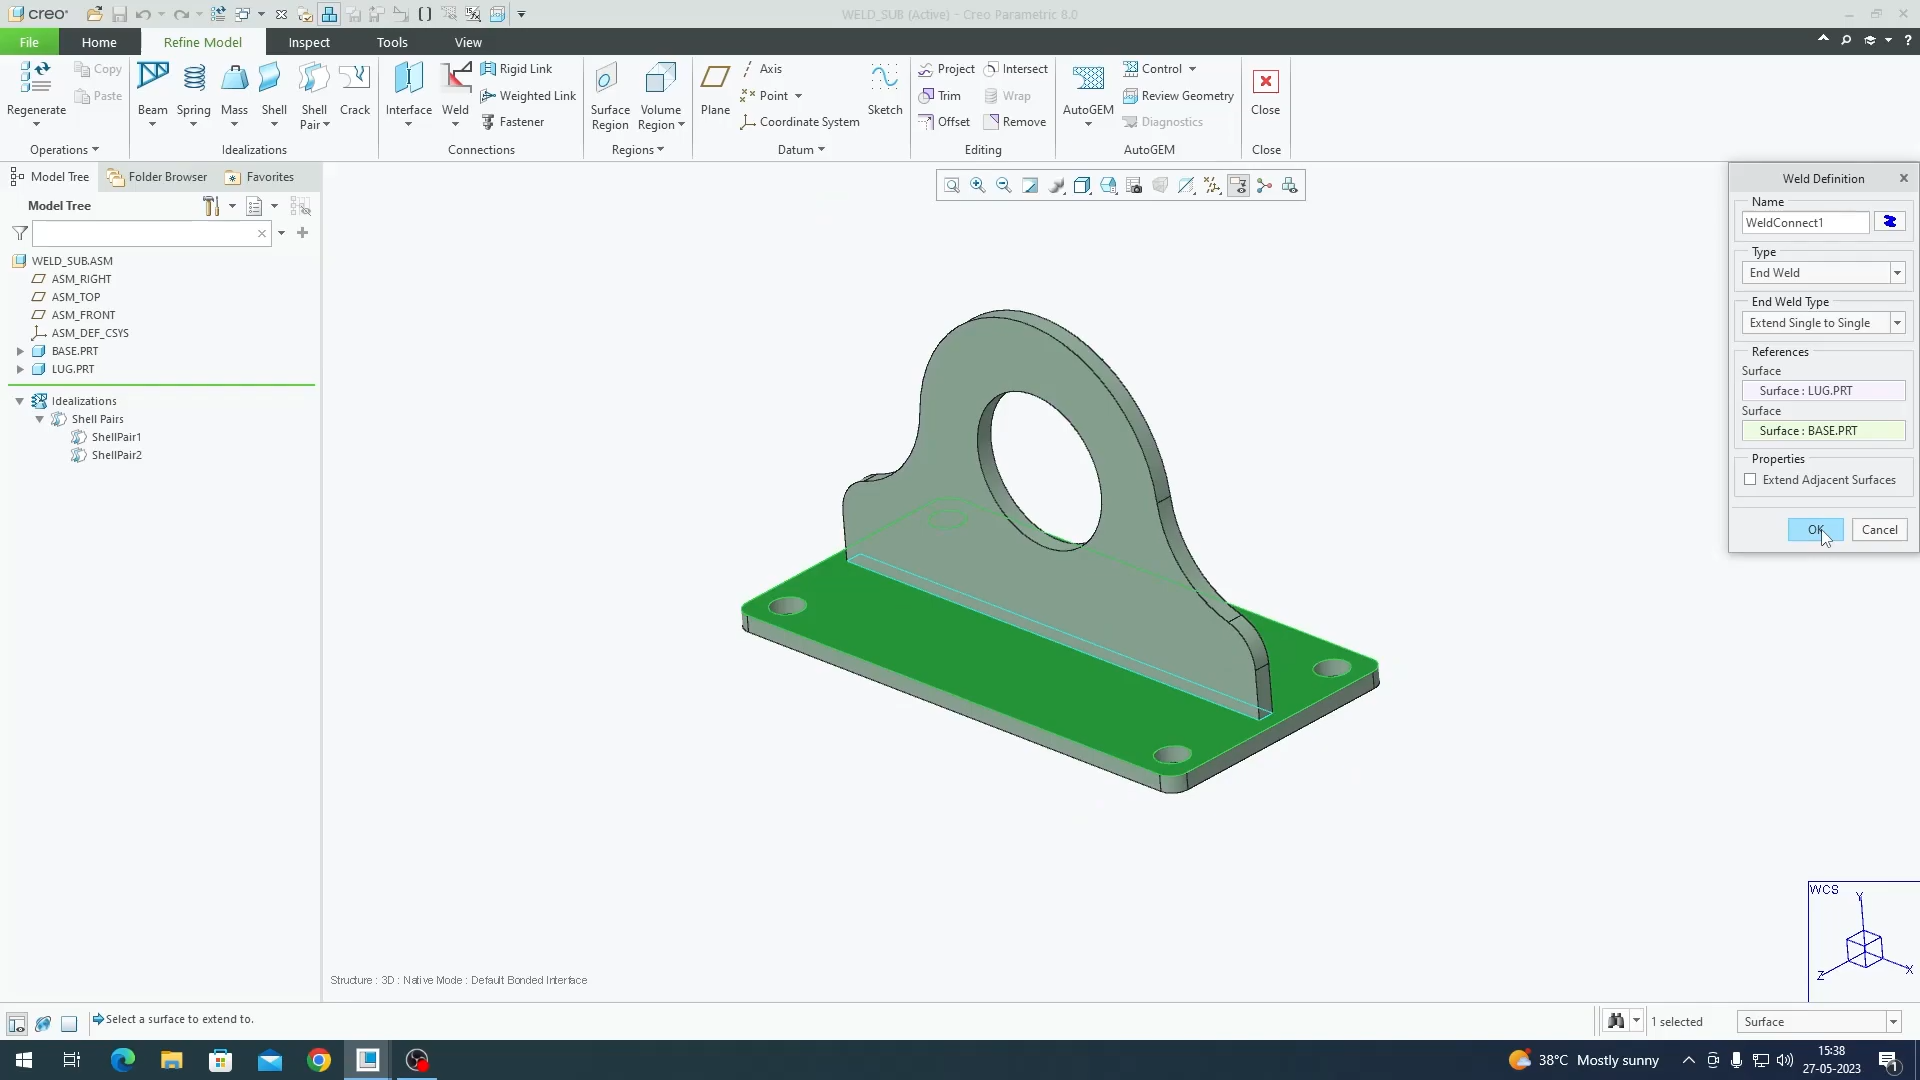 creo
WELD_SUB (Active) - Creo Parametric 8.0
File
Home
Refine Model
Inspect
Tools
View
Regenerate
Copy
Paste
Operations
Beam
Spring
Mass
Shell
Shell Pair
Crack
Idealizations
Interface
Weld
Rigid Link
Weighted Link
Fastener
Connections
Surface Region
Volume Region
Regions
Plane
Axis
Point
Coordinate System
Sketch
Datum
Project
Intersect
Trim
Wrap
Offset
Remove
Editing
AutoGEM
Control
Review Geometry
Diagnostics
AutoGEM
Close
Close
Model Tree
Folder Browser
Favorites
Model Tree
WELD_SUB.ASM
ASM_RIGHT
ASM_TOP
ASM_FRONT
ASM_DEF_CSYS
BASE.PRT
LUG.PRT
Idealizations
Shell Pairs
ShellPair1
ShellPair2
Weld Definition
Name
WeldConnect1
Type
End Weld
End Weld Type
Extend Single to Single
References
Surface
Surface : LUG.PRT
Surface
Surface : BASE.PRT
Properties
Extend Adjacent Surfaces
OK
Cancel
WCS
Y
Z
X
Structure : 3D : Native Mode : Default Bonded Interface
Select a surface to extend to.
1 selected
Surface
38°C Mostly sunny
15:38
27-05-2023
1